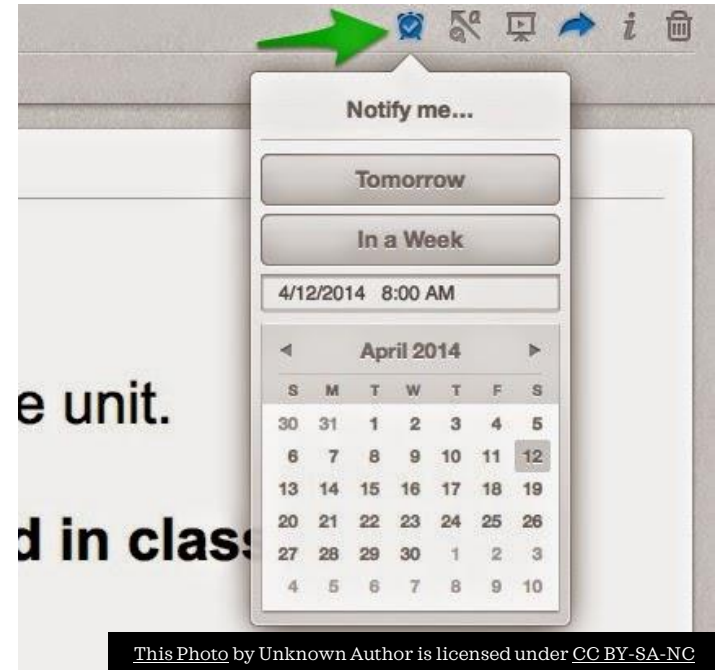 Notify me...
Tomorrow
In a Week
4/12/2014 8:00 AM
April 2014
S M T W T F S
30 31 1 2 3 4 5
e unit.
6 7 8 9 10 11 12
13 14 15 16 17 18 19
20 21 22 23 24 25 26
d in clas
27 28 29 30 1 2 3
4 5 6 7 8 9 10
This Photo by Unknown Author is licensed under CC BY-SA-NC